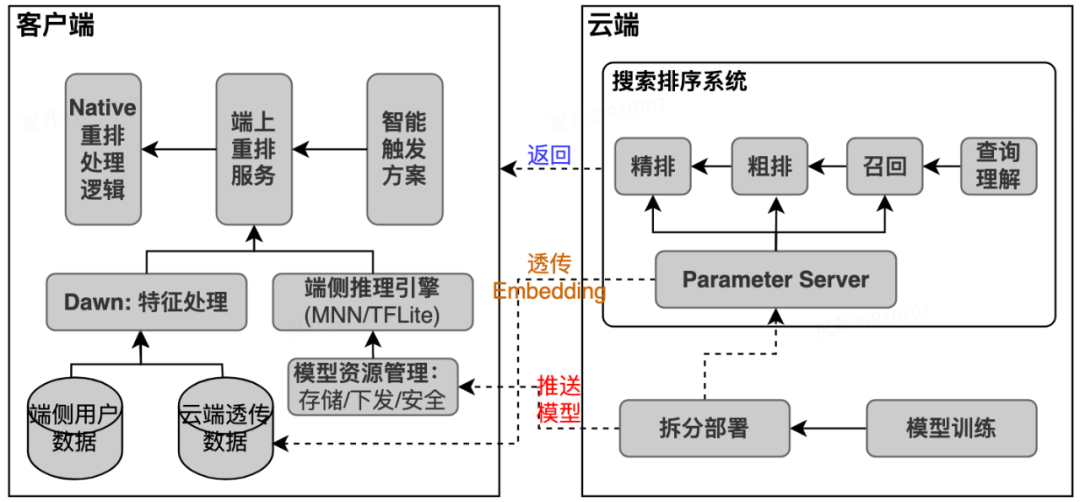 客户端
Native
重排
处理
逻辑
端上
重排
服务
智能
触发
方案
Dawn: 特征处理
端侧推理引擎
(MNN/TFLite)
模型资源管理：
存储/下发/安全
端侧用户
数据
云端透传
数据
返回
透传
Embedding
推送
模型
云端
搜索排序系统
精排
粗排
召回
查询
理解
Parameter Server
拆分部署
模型训练